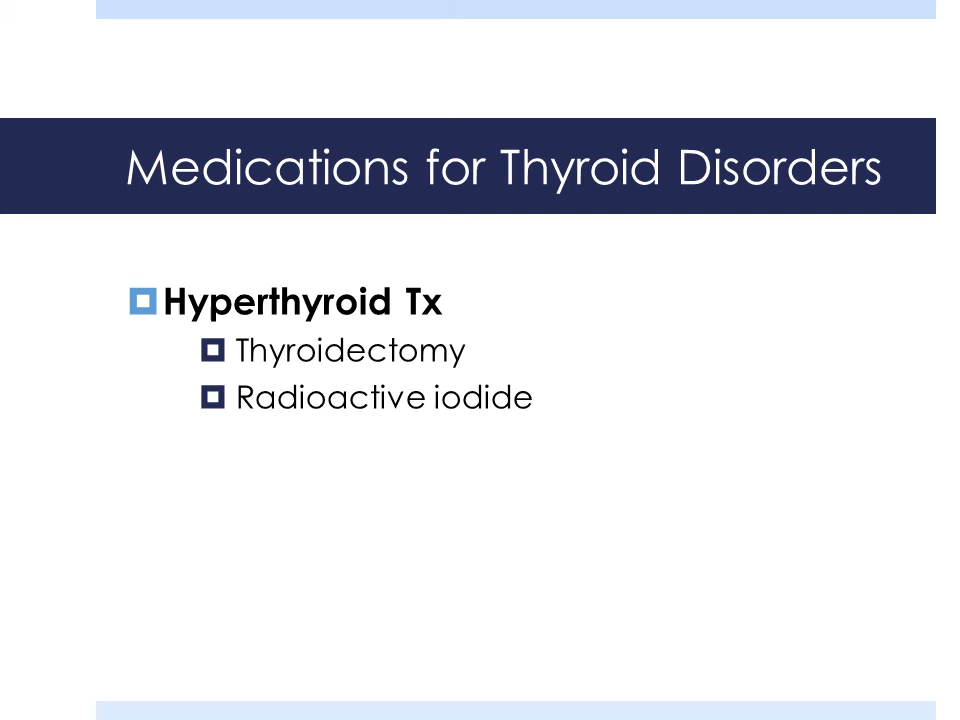 Medications for Thyroid Disorders
Hyperthyroid Tx
Thyroidectomy
Radioactive iodide